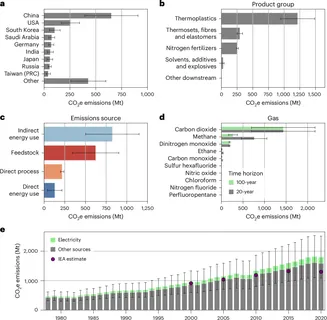 a
China
USA
South Korea
Saudi Arabia
Germany
India
Japan
Russia
Taiwan (PRC)
Other
0 250 500 750 1,000
CO₂e emissions (Mt)
b
Product group
Thermoplastics
Thermosets, fibres
and elastomers
Nitrogen fertilizers
Solvents, additives
and explosives
Other downstream
0 250 500 750 1,000 1,250 1,500
CO₂e emissions (Mt)
c
Emissions source
Indirect
energy use
Feedstock
Direct process
Direct
energy use
0 250 500 750 1,000 1,250
CO₂e emissions (Mt)
d
Gas
Carbon dioxide
Methane
Dinitrogen monoxide
Ethane
Carbon monoxide
Sulfur hexafluoride
Nitric oxide
Chloroform
Nitrogen fluoride
Perfluoropentane
Time horizon
100-year
20-year
0 500 1,000 1,500 2,000
CO₂e emissions (Mt)
e
Electricity
Other sources
IEA estimate
CO₂e emissions (Mt)
2,000
1,000
0
1980 1985 1990 1995 2000 2005 2010 2015 2020